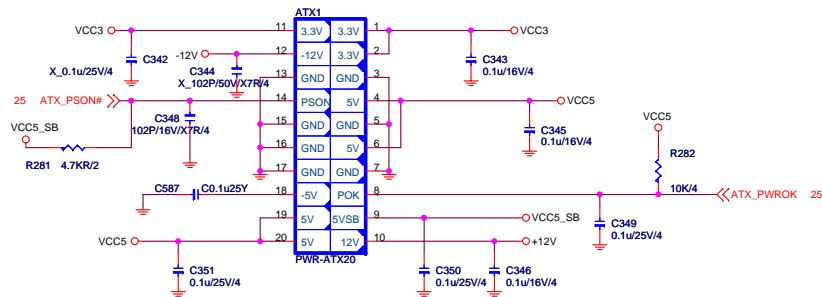 ATX1
VCC3 11 3.3V 3.3V 1 VCC3
C342
X_0.1u/25V/4
C343
0.1u/16V/4
-12V 12 -12V 3.3V 2
C344
X_102P/50V/X7R/4
13 GND GND 3
25 ATX_PSON# 14 PSON 5V 4 VCC5
C348
102P/16V/X7R/4
15 GND GND 5
C345
0.1u/16V/4
VCC5_SB
R281 4.7KR/2
16 GND 5V 6
17 GND GND 7
VCC5
R282
10K/4
C587 C0.1u25Y 18 -5V POK 8 ATX_PWROK 25
C349
0.1u/25V/4
19 5V 5VSB 9 VCC5_SB
VCC5 20 5V 12V 10 +12V
PWR-ATX20
C351
0.1u/25V/4
C350
0.1u/25V/4
C346
0.1u/16V/4